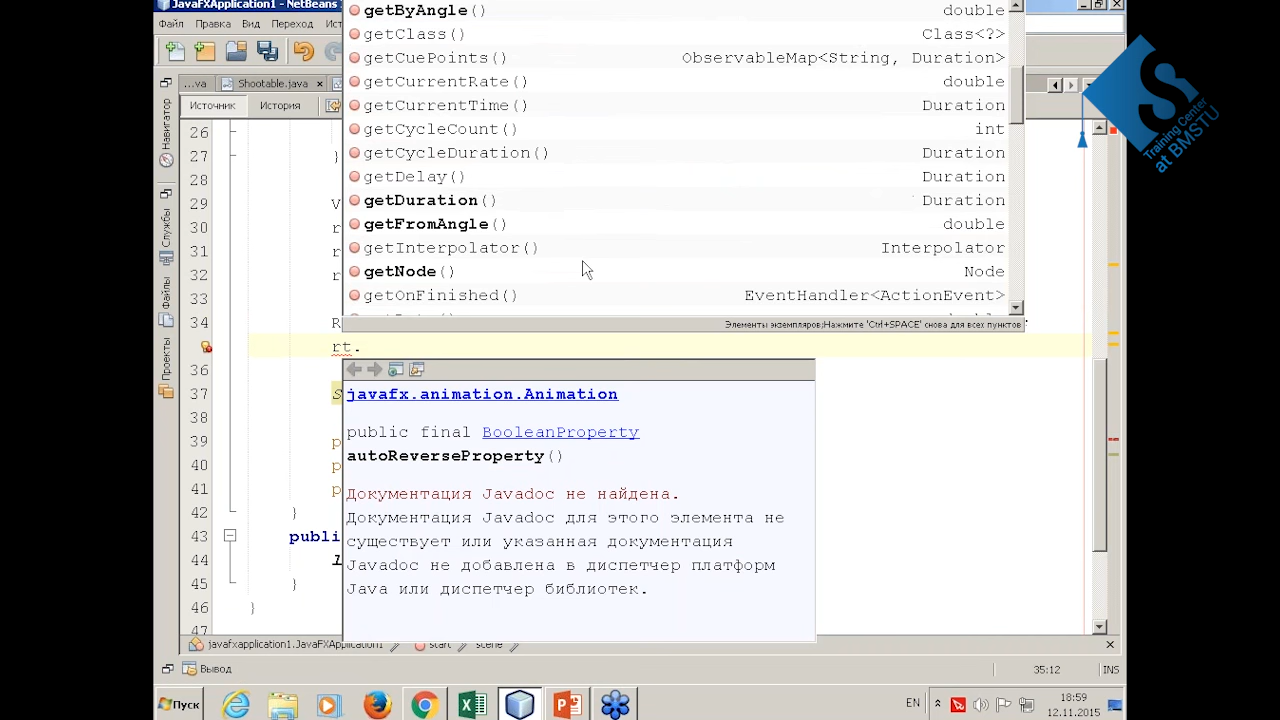 JavaFXApplication1 - NetBeans
Файл Правка Вид Переход
...va Shootable.java
Источник История
Навигатор
Службы
Файлы
Проекты
getByAngle() double
getClass() Class<?>
getCuePoints() ObservableMap<String, Duration>
getCurrentRate() double
getCurrentTime() Duration
getCycleCount() int
getCycleDuration() Duration
getDelay() Duration
getDuration() Duration
getFromAngle() double
getInterpolator() Interpolator
getNode() Node
getOnFinished() EventHandler<ActionEvent>
Элементы экземпляров;Нажмите 'Ctrl+SPACE' снова для всех пунктов
26
27 }
28
29 V
30 r
31 r
32 r
33
34 R
rt.
36
37 S
38
39 p
40 p
41 p
42 }
43 publi
44 l
45 }
46 }
47
javafx.animation.Animation
public final BooleanProperty
autoReverseProperty()
Документация Javadoc не найдена.
Документация Javadoc для этого элемента не
существует или указанная документация
Javadoc не добавлена в диспетчер платформ
Java или диспетчер библиотек.
javafxapplication1.JavaFXApplication1 start scene
Вывод
35:12 INS
Пуск
EN
18:59
12.11.2015
Training Center
at BMSTU